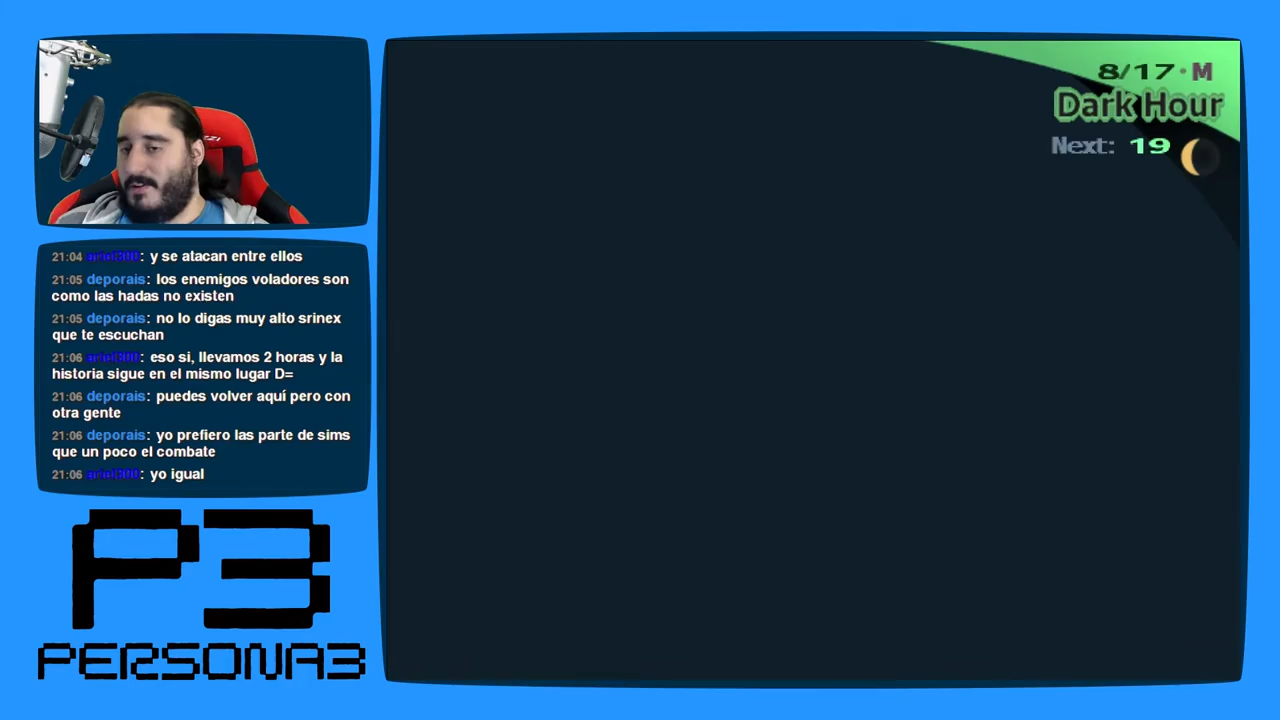 8/17·M
Dark Hour
Next: 19
21:04 : y se atacan entre ellos
21:05 deporais: los enemigos voladores son
como las hadas no existen
21:05 deporais: no lo digas muy alto srinex
que te escuchan
21:06 : eso si, llevamos 2 horas y la
historia sigue en el mismo lugar D=
21:06 deporais: puedes volver aquí pero con
otra gente
21:06 deporais: yo prefiero las parte de sims
que un poco el combate
21:06 : yo igual
P3
PERSONA3